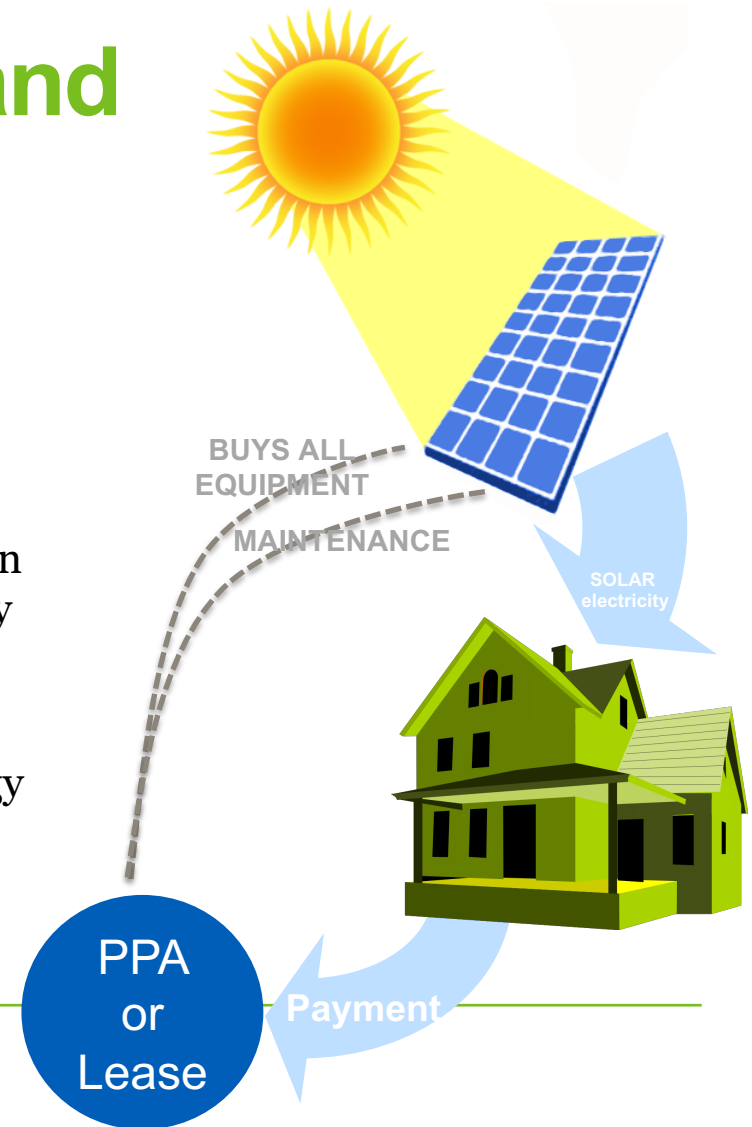 and
BUYS ALL
EQUIPMENT
MAINTENANCE
SOLAR
electricity
PPA
or
Lease
Payment